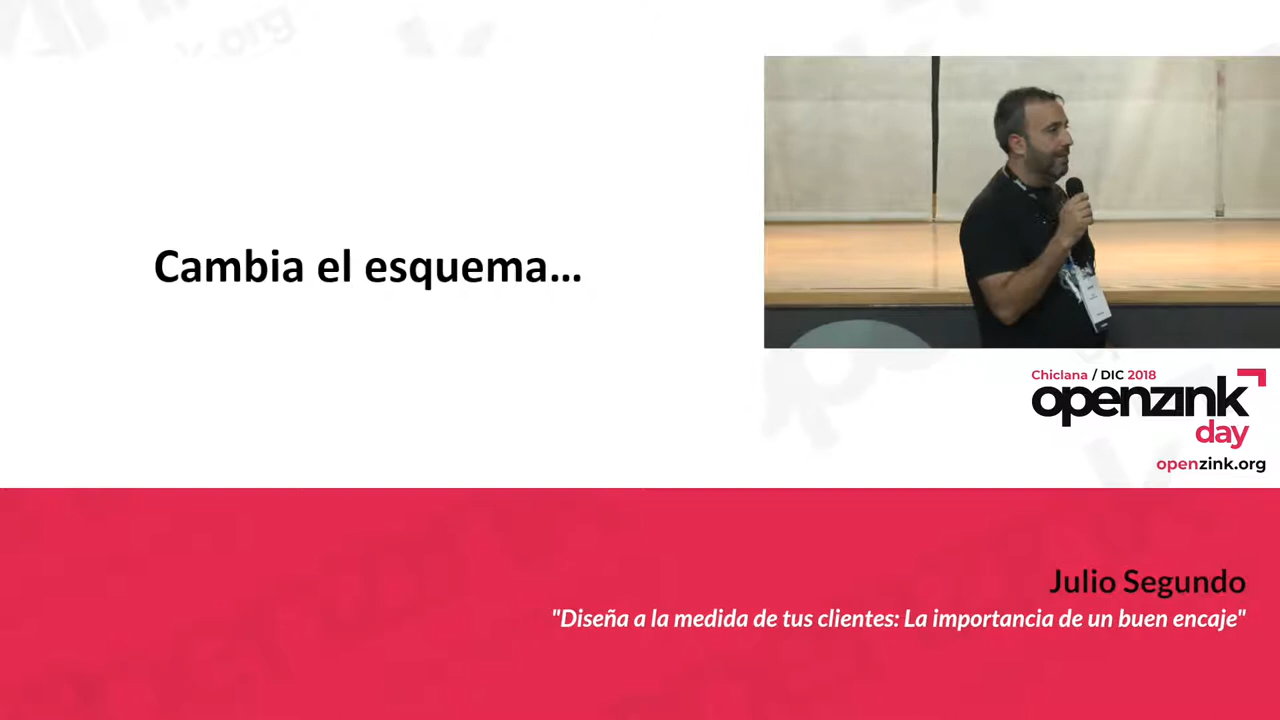 Cambia el esquema...
Chiclana / DIC 2018
openzink
day
openzink.org
Julio Segundo
"Diseña a la medida de tus clientes: La importancia de un buen encaje"